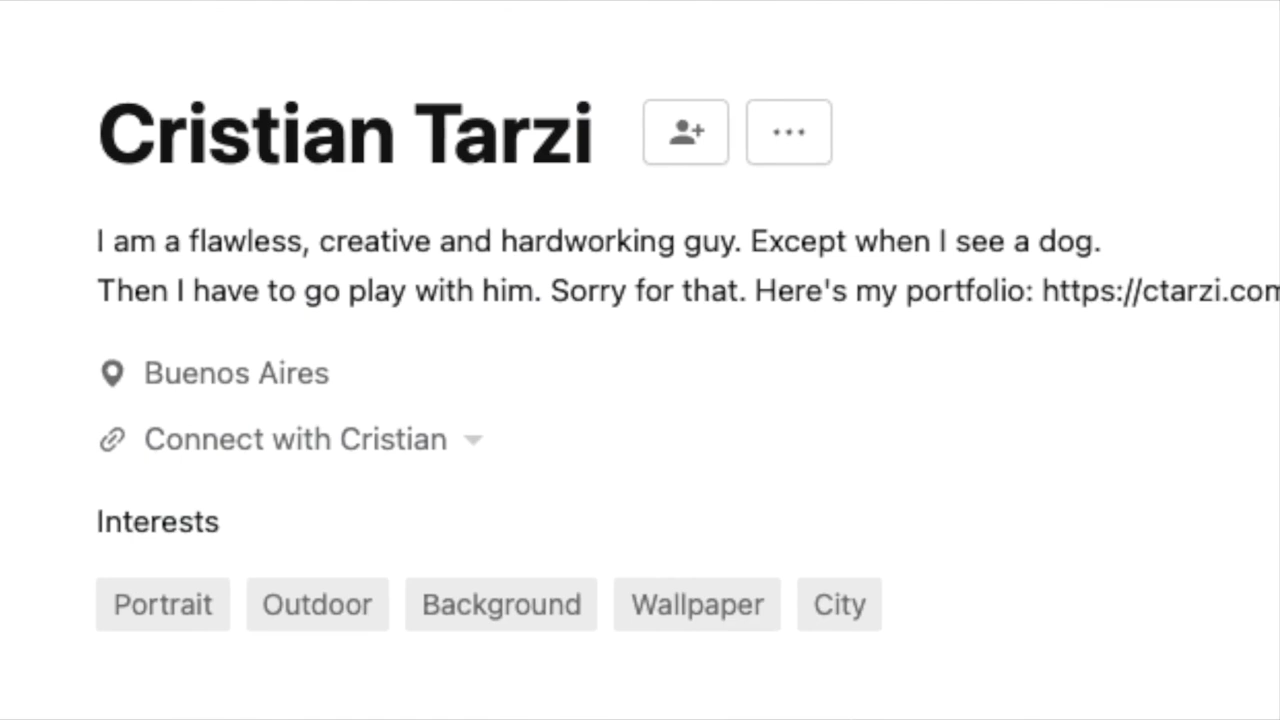 Cristian Tarzi
I am a flawless, creative and hardworking guy. Except when I see a dog.
Then I have to go play with him. Sorry for that. Here's my portfolio: https://ctarzi.com
Buenos Aires
Connect with Cristian
Interests
Portrait Outdoor Background Wallpaper City